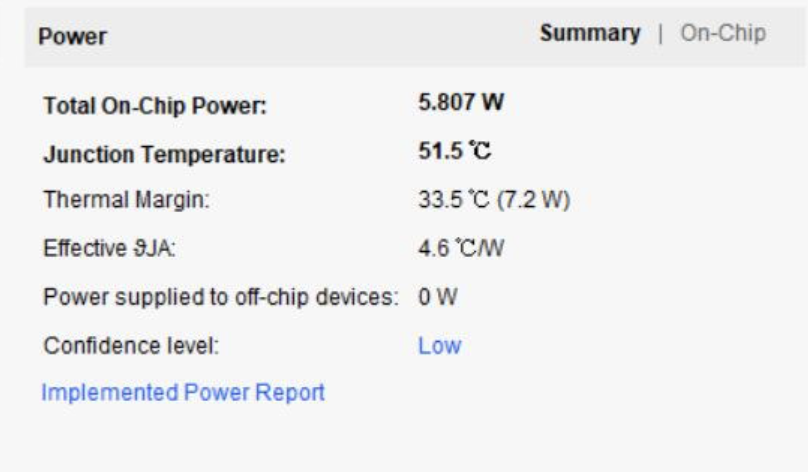 Power Summary | On-Chip
Total On-Chip Power: 5.807 W
Junction Temperature: 51.5 ℃
Thermal Margin: 33.5 ℃ (7.2 W)
Effective ϑJA: 4.6 ℃/W
Power supplied to off-chip devices: 0 W
Confidence level: Low
Implemented Power Report